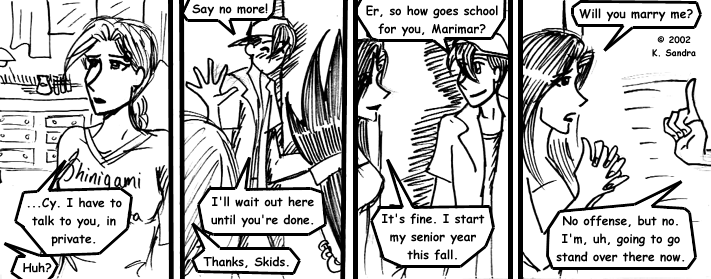 Shinigami
...Cy. I have to
talk to you, in
private.
Huh?
Say no more!
I'll wait out here
until you're done.
Thanks, Skids.
Er, so how goes school
for you, Marimar?
It's fine. I start
my senior year
this fall.
Will you marry me?
© 2002
K. Sandra
No offense, but no.
I'm, uh, going to go
stand over there now.